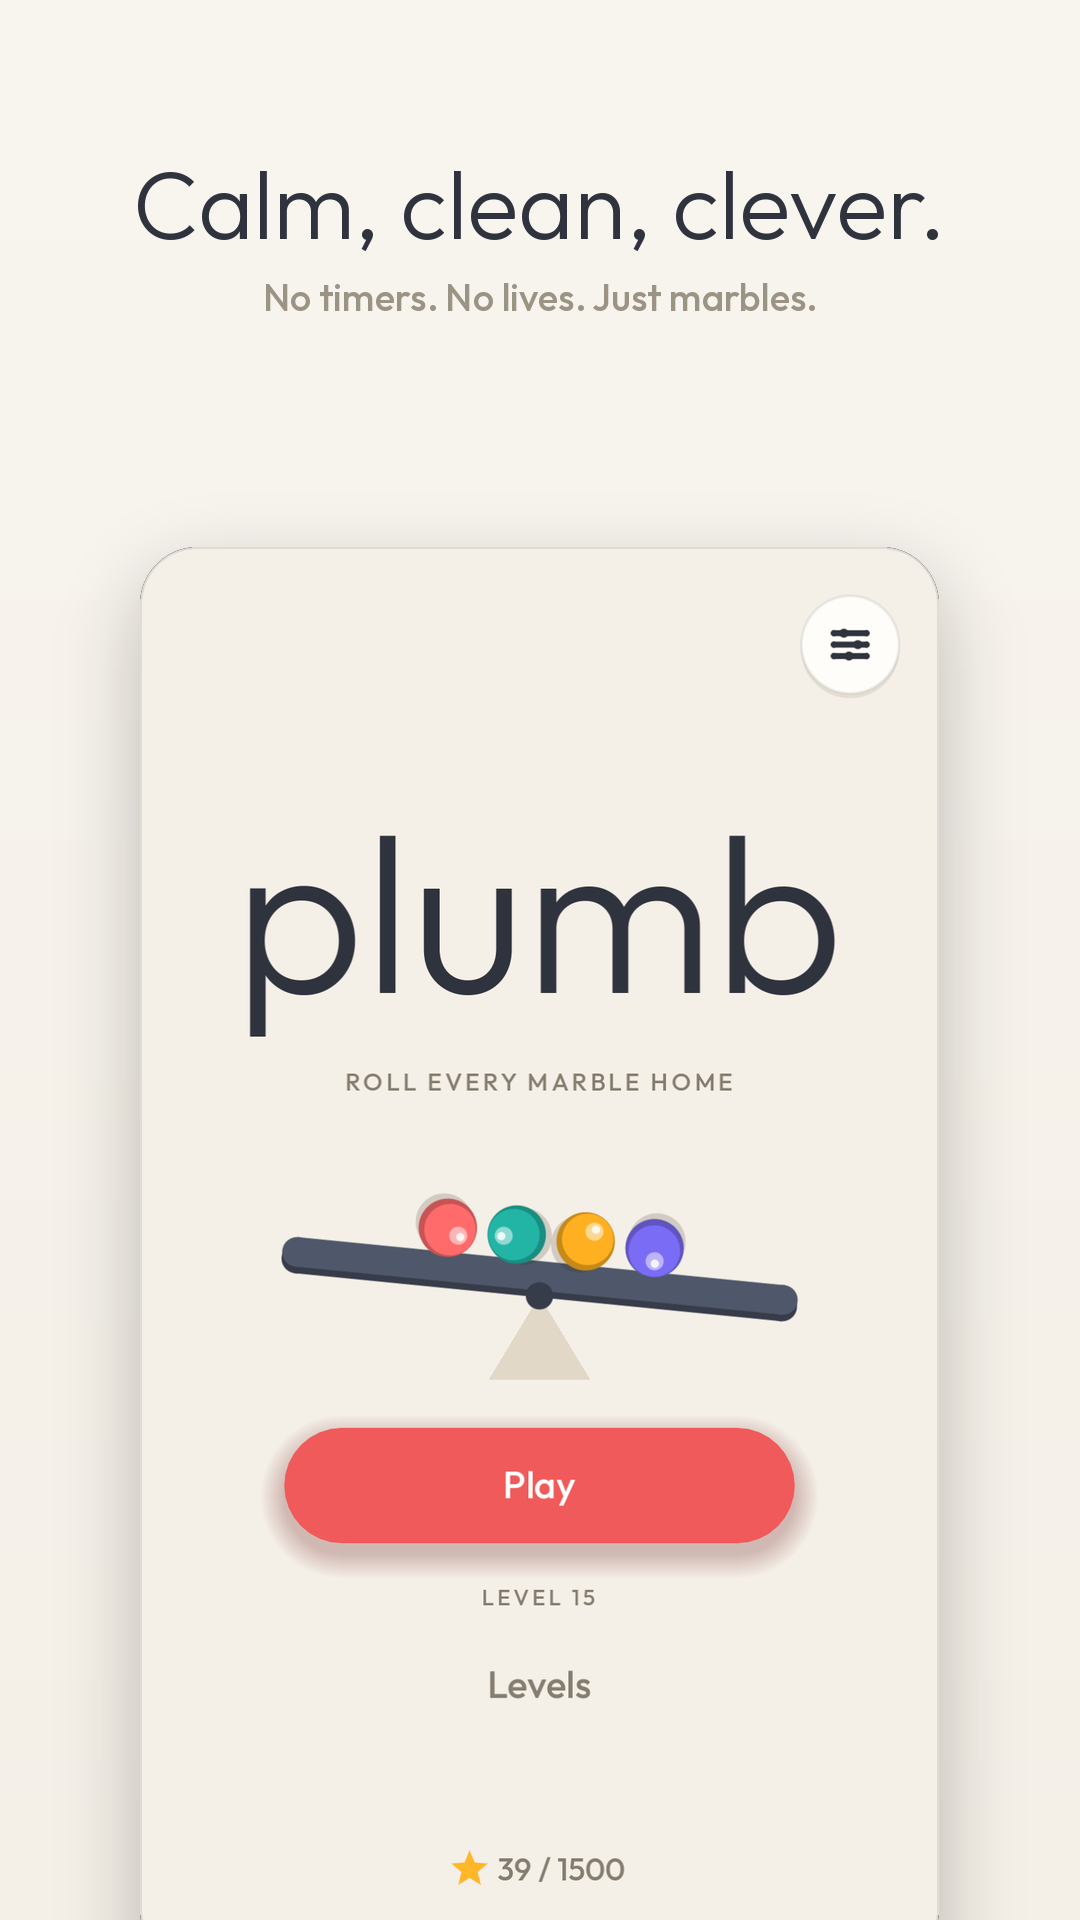 Calm, clean, clever.
No timers. No lives. Just marbles.
plumb
ROLL EVERY MARBLE HOME
Play
LEVEL 15
Levels
39 / 1500